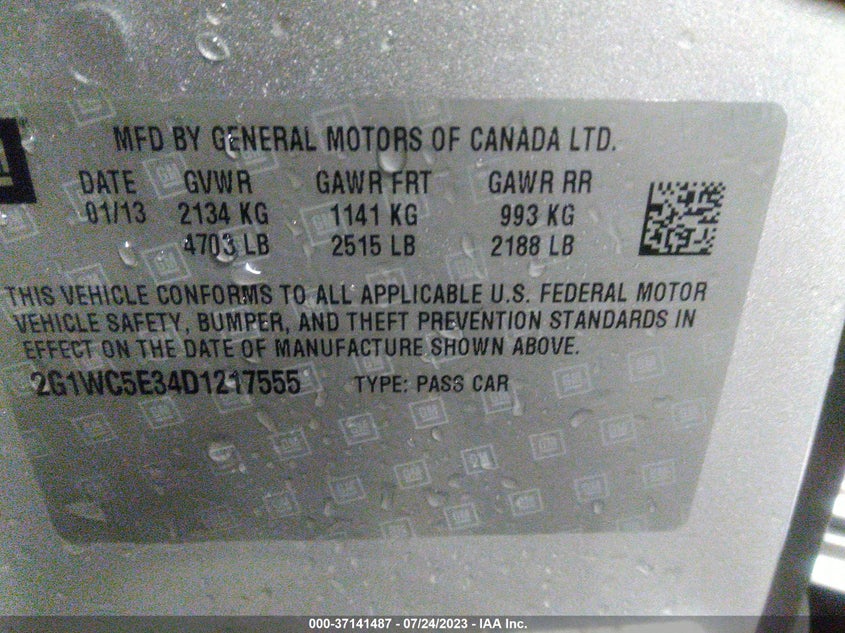 MFD BY GENERAL MOTORS OF CANADA LTD.
DATE GVWR GAWR FRT GAWR RR
01/13 2134 KG 1141 KG 993 KG
4703 LB 2515 LB 2188 LB
THIS VEHICLE CONFORMS TO ALL APPLICABLE U.S. FEDERAL MOTOR
VEHICLE SAFETY, BUMPER, AND THEFT PREVENTION STANDARDS IN
EFFECT ON THE DATE OF MANUFACTURE SHOWN ABOVE.
2G1WC5E34D1217555 TYPE: PASS CAR
000-37141487 - 07/24/2023 - IAA Inc.